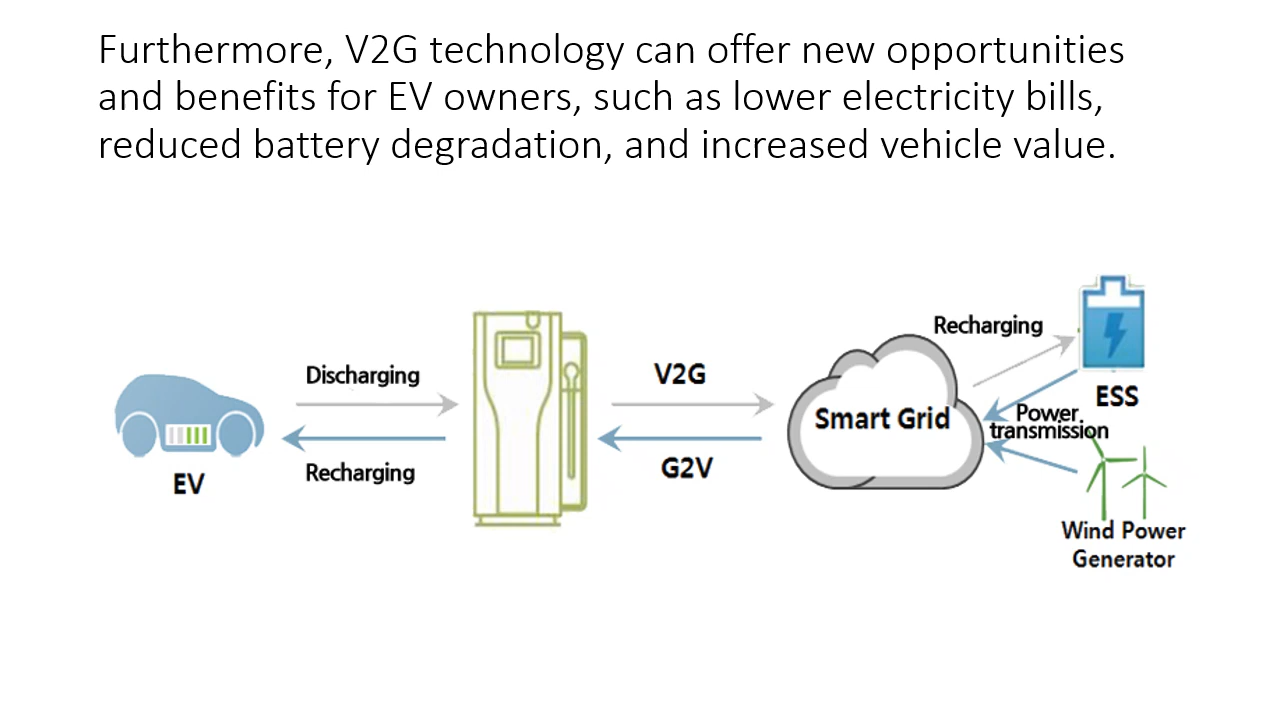 Furthermore, V2G technology can offer new opportunities
and benefits for EV owners, such as lower electricity bills,
reduced battery degradation, and increased vehicle value.
Discharging
Recharging
EV
V2G
G2V
Smart Grid
Recharging
ESS
Power
transmission
Wind Power
Generator